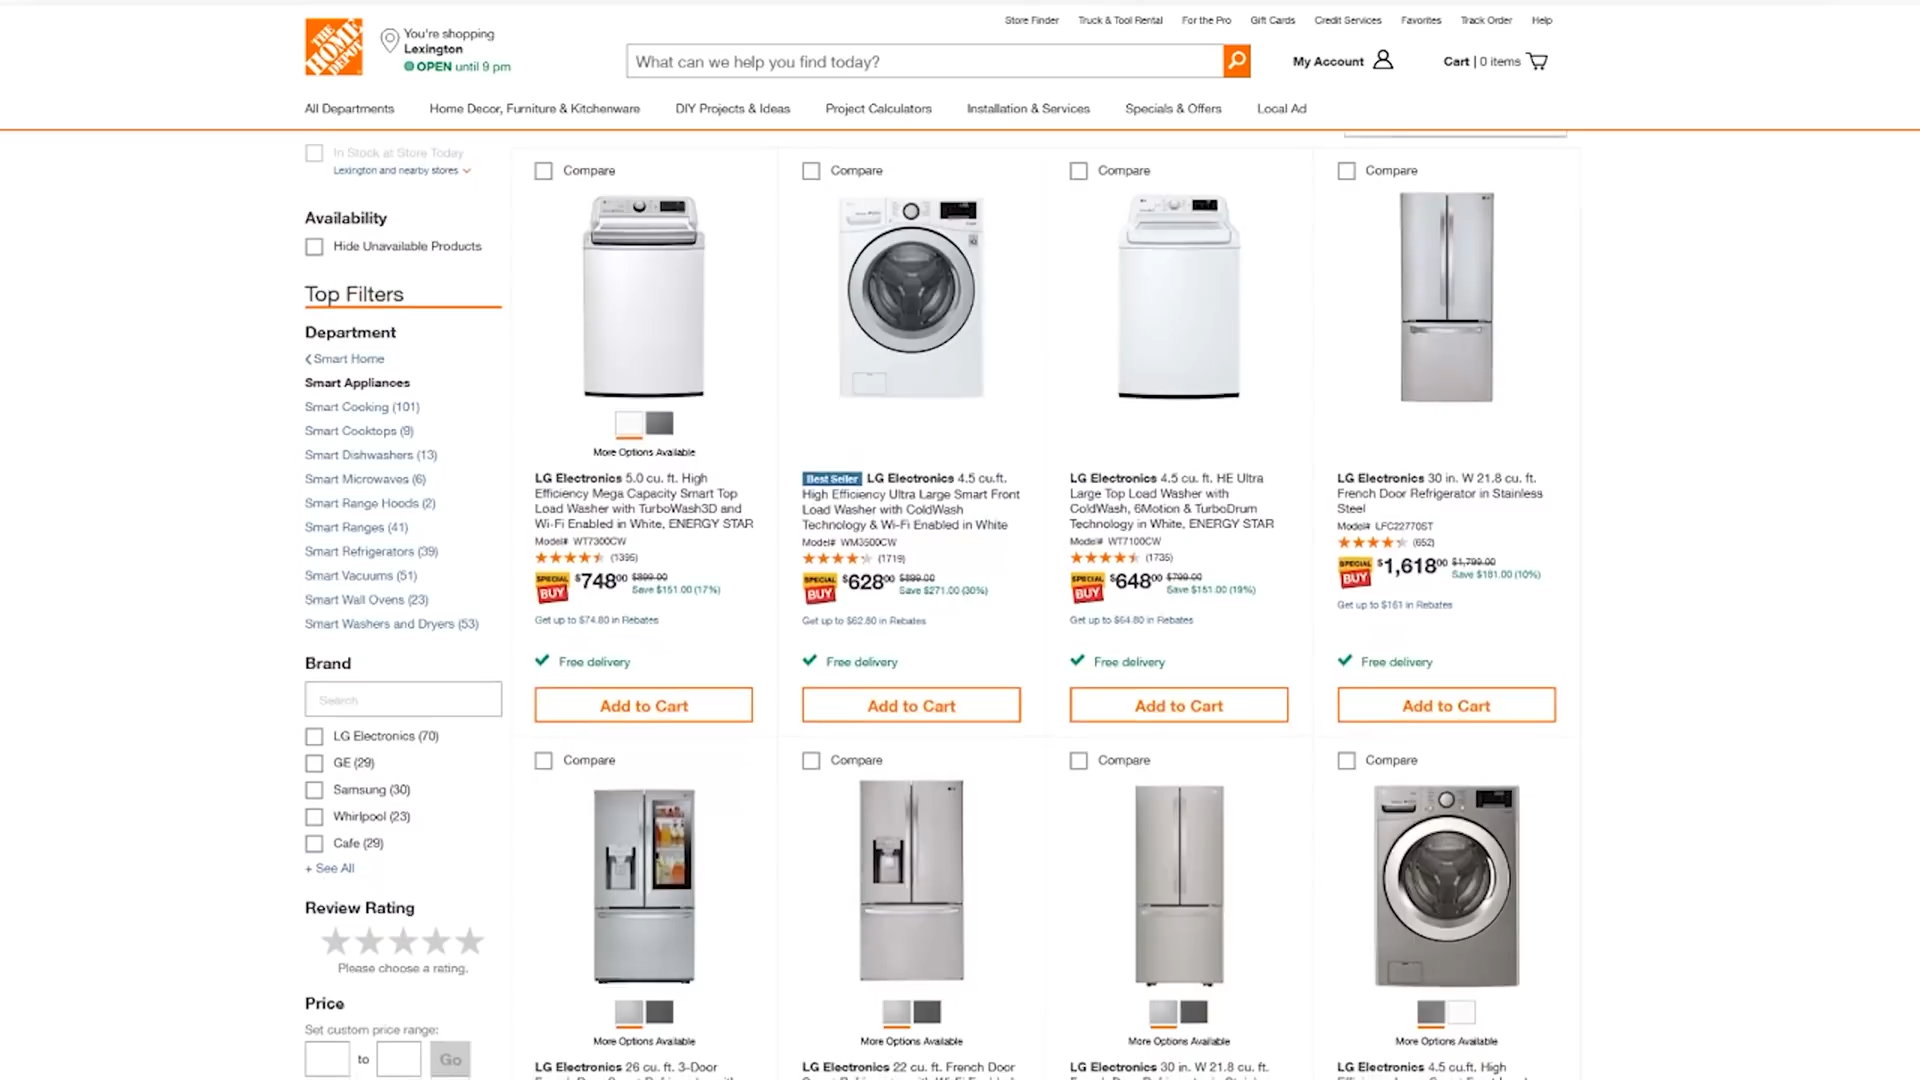 Store Finder Truck & Tool Rental For the Pro Gift Cards Credit Services Favorites Track Order Help
THE HOME DEPOT
You're shopping
Lexington
OPEN until 9 pm
What can we help you find today?
My Account
Cart | 0 items
All Departments Home Decor, Furniture & Kitchenware DIY Projects & Ideas Project Calculators Installation & Services Specials & Offers Local Ad
In Stock at Store Today
Lexington and nearby stores
Availability
Hide Unavailable Products
Top Filters
Department
Smart Home
Smart Appliances
Smart Cooking (101)
Smart Cooktops (9)
Smart Dishwashers (13)
Smart Microwaves (6)
Smart Range Hoods (2)
Smart Ranges (41)
Smart Refrigerators (39)
Smart Vacuums (51)
Smart Wall Ovens (23)
Smart Washers and Dryers (53)
Brand
Search
LG Electronics (70)
GE (29)
Samsung (30)
Whirlpool (23)
Cafe (29)
+ See All
Review Rating
Please choose a rating.
Price
Set custom price range:
to
Go
Compare
More Options Available
LG Electronics 5.0 cu. ft. High
Efficiency Mega Capacity Smart Top
Load Washer with TurboWash3D and
Wi-Fi Enabled in White, ENERGY STAR
Model# WT7300CW
(1395)
SPECIAL BUY
$74800 $899.00
Save $151.00 (17%)
Get up to $74.80 in Rebates
Free delivery
Add to Cart
Compare
Best Seller LG Electronics 4.5 cu.ft.
High Efficiency Ultra Large Smart Front
Load Washer with ColdWash
Technology & Wi-Fi Enabled in White
Model# WM3500CW
(1719)
SPECIAL BUY
$62800 $899.00
Save $271.00 (30%)
Get up to $62.80 in Rebates
Free delivery
Add to Cart
Compare
LG Electronics 4.5 cu. ft. HE Ultra
Large Top Load Washer with
ColdWash, 6Motion & TurboDrum
Technology in White, ENERGY STAR
Model# WT7100CW
(1735)
SPECIAL BUY
$64800 $799.00
Save $151.00 (19%)
Get up to $64.80 in Rebates
Free delivery
Add to Cart
Compare
LG Electronics 30 in. W 21.8 cu. ft.
French Door Refrigerator in Stainless
Steel
Model# LFC22770ST
(652)
SPECIAL BUY
$1,61800 $1,799.00
Save $181.00 (10%)
Get up to $161 in Rebates
Free delivery
Add to Cart
Compare
More Options Available
LG Electronics 26 cu. ft. 3-Door
Compare
More Options Available
LG Electronics 22 cu. ft. French Door
Compare
More Options Available
LG Electronics 30 in. W 21.8 cu. ft.
Compare
More Options Available
LG Electronics 4.5 cu.ft. High